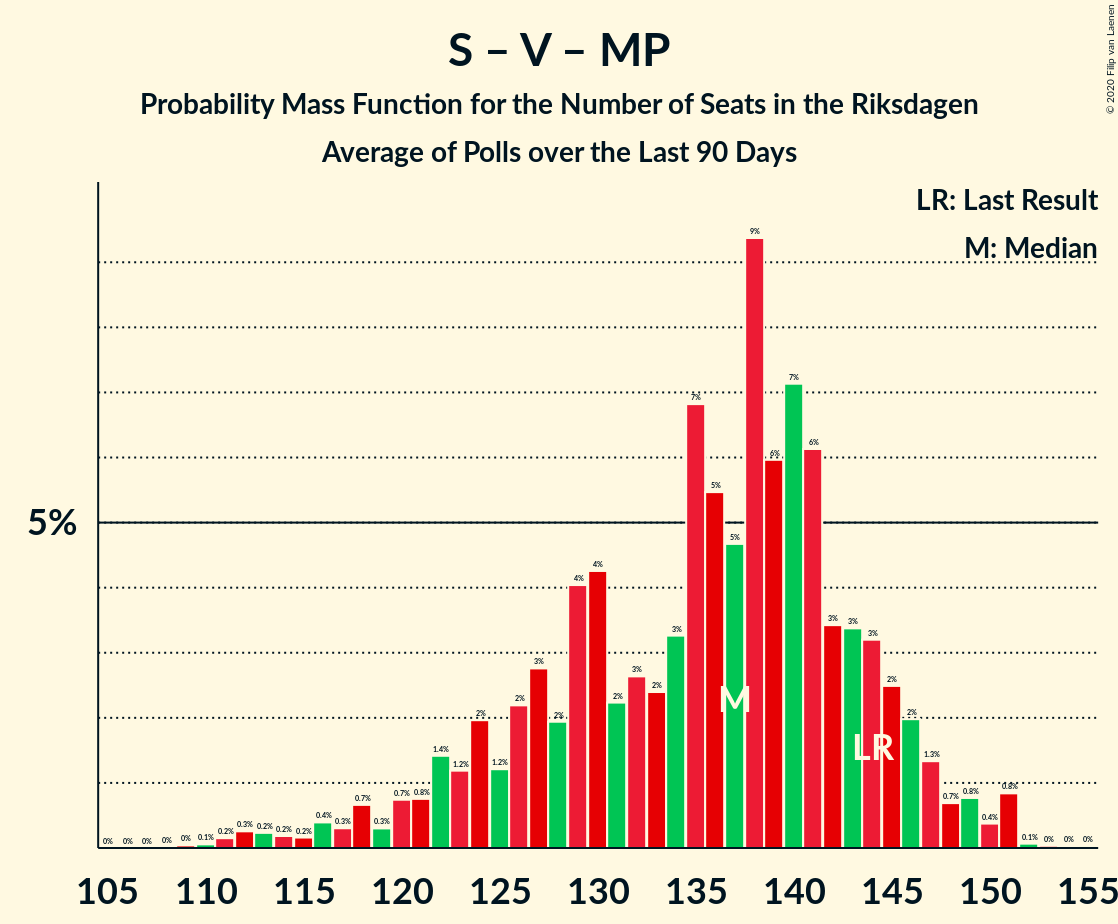 S – V – MP
Probability Mass Function for the Number of Seats in the Riksdagen
Average of Polls over the Last 90 Days
© 2020 Filip van Laenen
LR: Last Result
M: Median
5%
0% 0% 0% 0% 0% 0.1% 0.2% 0.3% 0.2% 0.2% 0.2% 0.4% 0.3% 0.7% 0.3% 0.7% 0.8% 1.4% 1.2% 2% 1.2% 2% 3% 2% 4% 4% 2% 3% 2% 3% 7% 5% 5% 9% 6% 7% 6% 3% 3% 3% 2% 2% 1.3% 0.7% 0.8% 0.4% 0.8% 0.1% 0% 0% 0%
M
LR
105 110 115 120 125 130 135 140 145 150 155